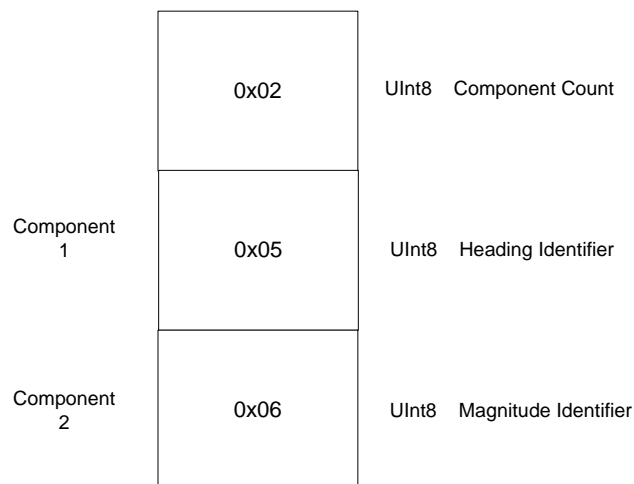 0x02 UInt8 Component Count
Component
1
0x05 UInt8 Heading Identifier
Component
2
0x06 UInt8 Magnitude Identifier